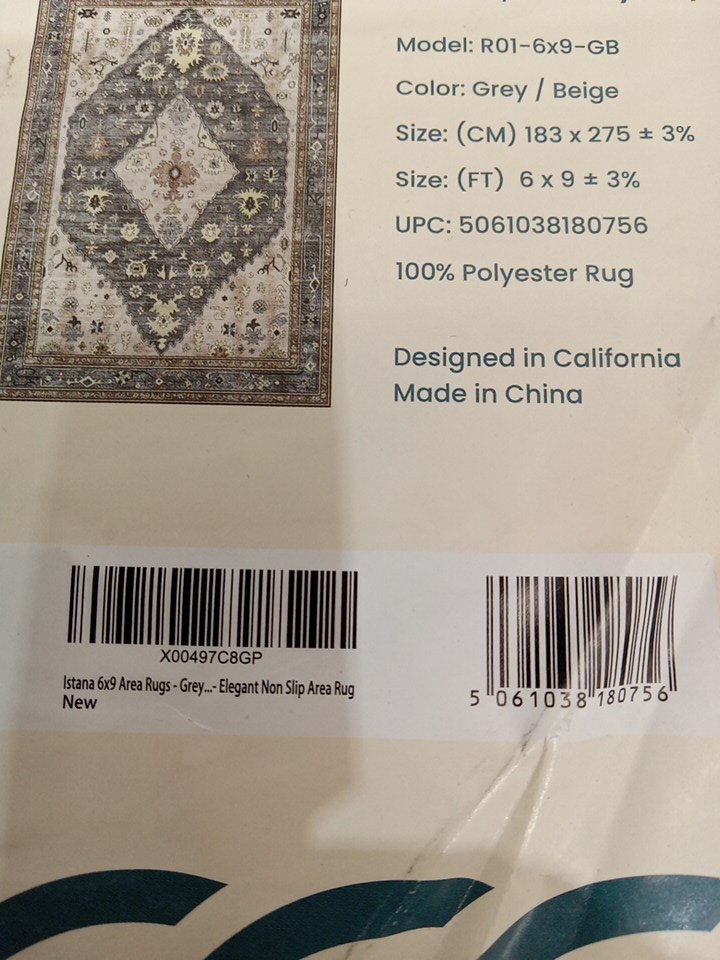 Model: R01-6x9-GB
Color: Grey / Beige
Size: (CM) 183 x 275 ± 3%
Size: (FT) 6 x 9 ± 3%
UPC: 5061038180756
100% Polyester Rug
Designed in California
Made in China
X00497C8GP
Istana 6x9 Area Rugs - Grey...- Elegant Non Slip Area Rug
New
5 061038 180756